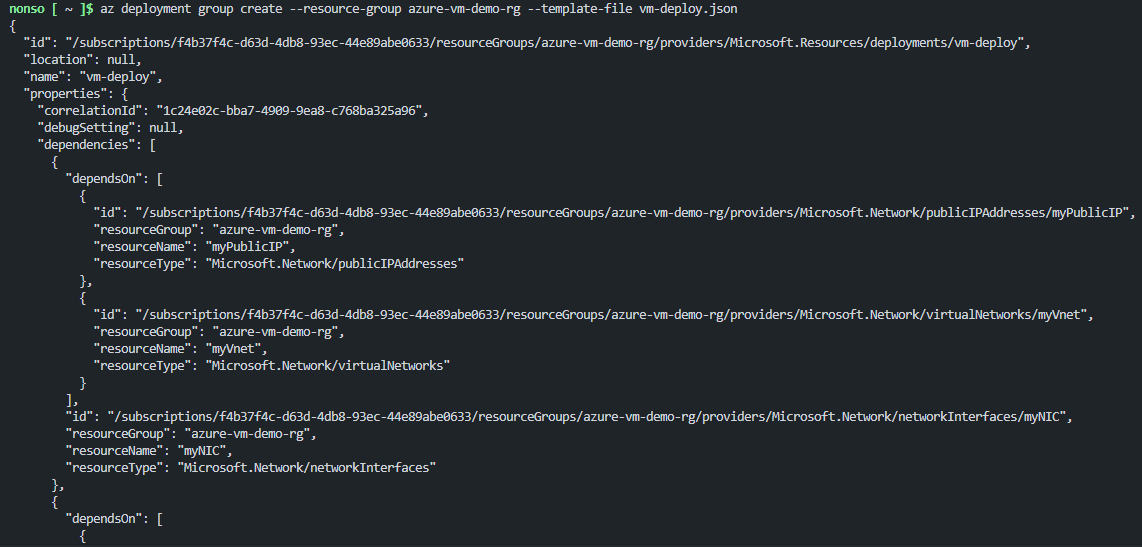 nonso [ ~ ]$ az deployment group create --resource-group azure-vm-demo-rg --template-file vm-deploy.json
{
  "id": "/subscriptions/f4b37f4c-d63d-4db8-93ec-44e89abe0633/resourceGroups/azure-vm-demo-rg/providers/Microsoft.Resources/deployments/vm-deploy",
  "location": null,
  "name": "vm-deploy",
  "properties": {
    "correlationId": "1c24e02c-bba7-4909-9ea8-c768ba325a96",
    "debugSetting": null,
    "dependencies": [
      {
        "dependsOn": [
          {
            "id": "/subscriptions/f4b37f4c-d63d-4db8-93ec-44e89abe0633/resourceGroups/azure-vm-demo-rg/providers/Microsoft.Network/publicIPAddresses/myPublicIP",
            "resourceGroup": "azure-vm-demo-rg",
            "resourceName": "myPublicIP",
            "resourceType": "Microsoft.Network/publicIPAddresses"
          },
          {
            "id": "/subscriptions/f4b37f4c-d63d-4db8-93ec-44e89abe0633/resourceGroups/azure-vm-demo-rg/providers/Microsoft.Network/virtualNetworks/myVnet",
            "resourceGroup": "azure-vm-demo-rg",
            "resourceName": "myVnet",
            "resourceType": "Microsoft.Network/virtualNetworks"
          }
        ],
        "id": "/subscriptions/f4b37f4c-d63d-4db8-93ec-44e89abe0633/resourceGroups/azure-vm-demo-rg/providers/Microsoft.Network/networkInterfaces/myNIC",
        "resourceGroup": "azure-vm-demo-rg",
        "resourceName": "myNIC",
        "resourceType": "Microsoft.Network/networkInterfaces"
      },
      {
        "dependsOn": [
          {